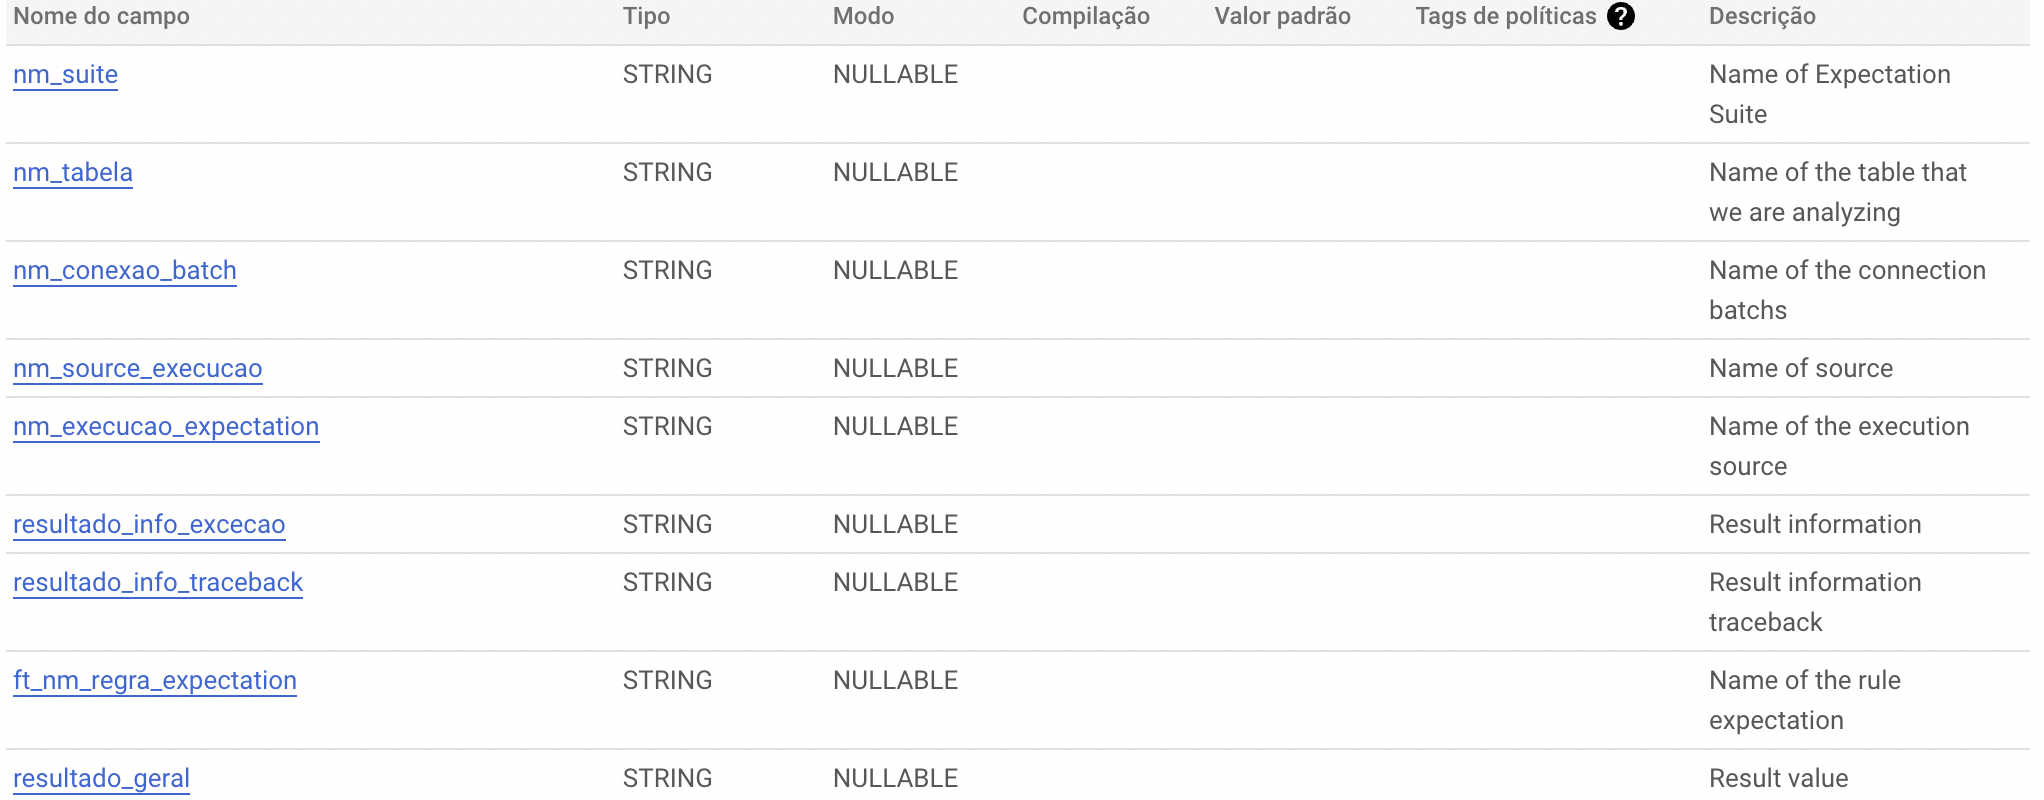 Nome do campo Tipo Modo Compilação Valor padrão Tags de políticas ? Descrição
nm_suite STRING NULLABLE Name of Expectation
Suite
nm_tabela STRING NULLABLE Name of the table that
we are analyzing
nm_conexao_batch STRING NULLABLE Name of the connection
batchs
nm_source_execucao STRING NULLABLE Name of source
nm_execucao_expectation STRING NULLABLE Name of the execution
source
resultado_info_excecao STRING NULLABLE Result information
resultado_info_traceback STRING NULLABLE Result information
traceback
ft_nm_regra_expectation STRING NULLABLE Name of the rule
expectation
resultado_geral STRING NULLABLE Result value